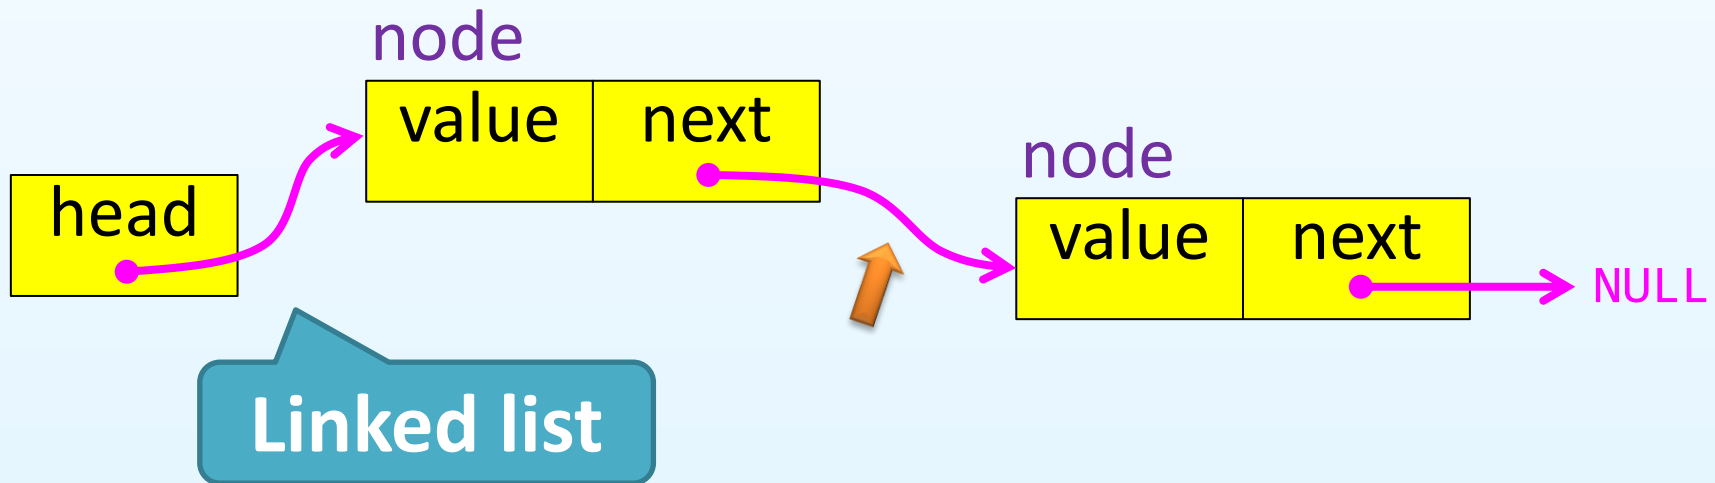 node
value next
head
node
value next
NULL
Linked list